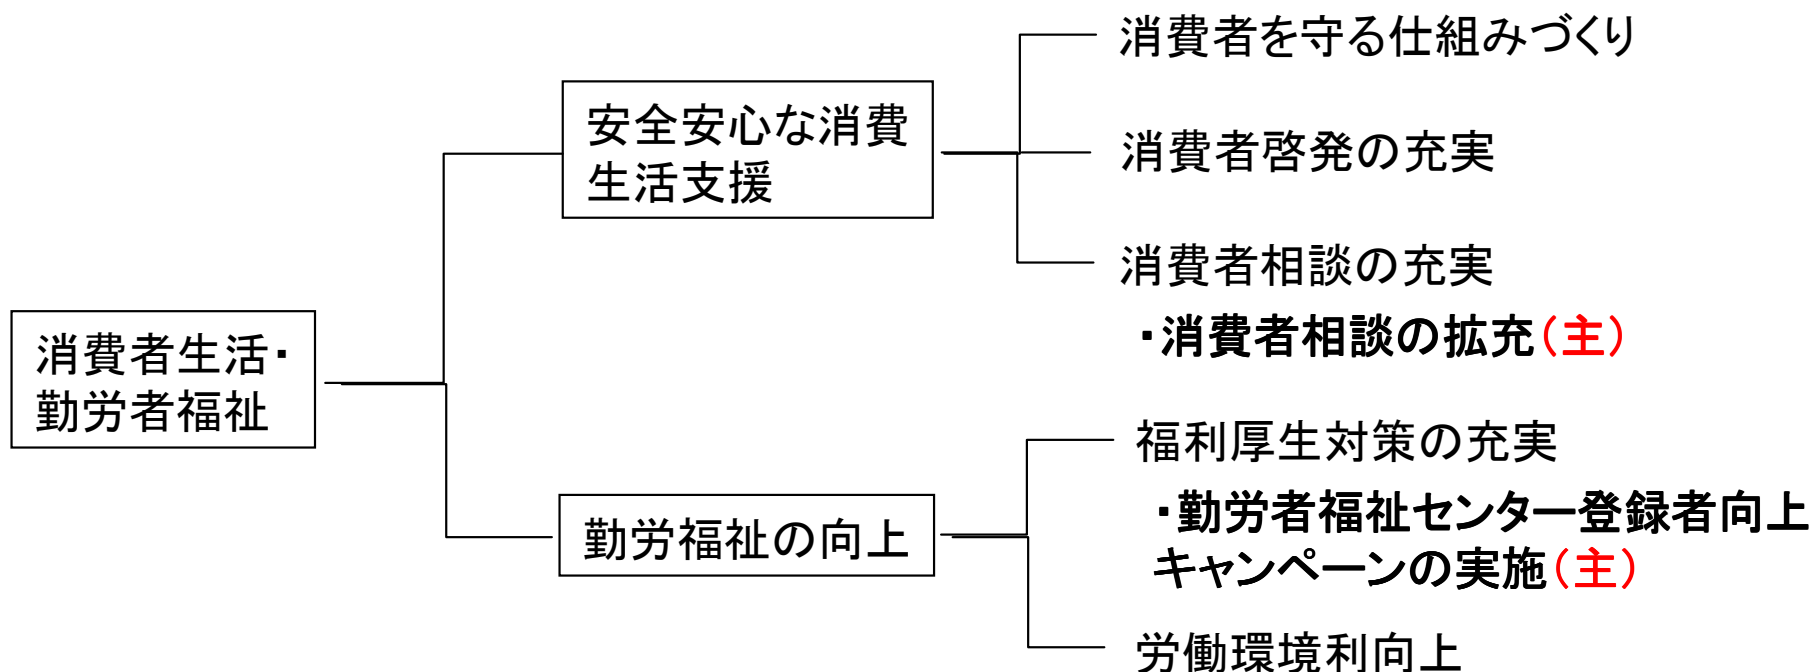 消費者生活・
勤労者福祉
安全安心な消費
生活支援
消費者を守る仕組みづくり
消費者啓発の充実
消費者相談の充実
・消費者相談の拡充（主）
勤労福祉の向上
福利厚生対策の充実
・勤労者福祉センター登録者向上
キャンペーンの実施（主）
労働環境利向上